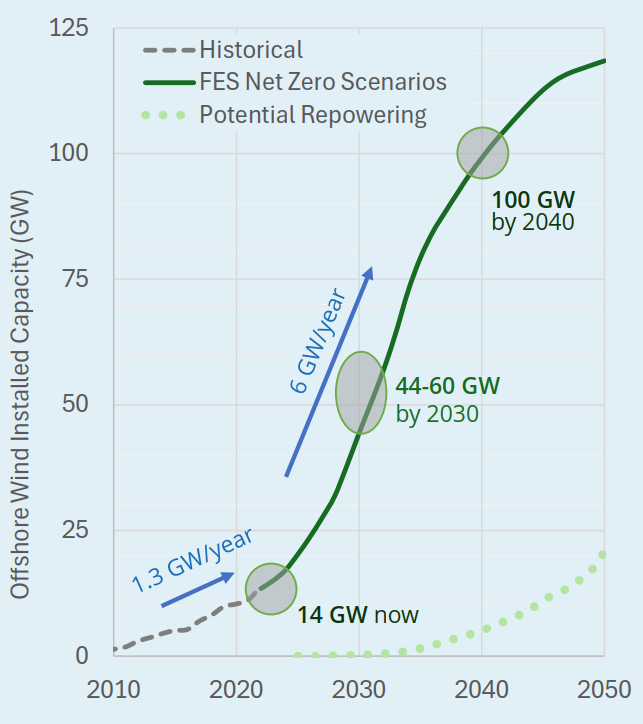 125
Historical
FES Net Zero Scenarios
Potential Repowering
100
100 GW
by 2040
75
6 GW/year
44-60 GW
by 2030
50
25
1.3 GW/year
14 GW now
0
2010 2020 2030 2040 2050
Offshore Wind Installed Capacity (GW)